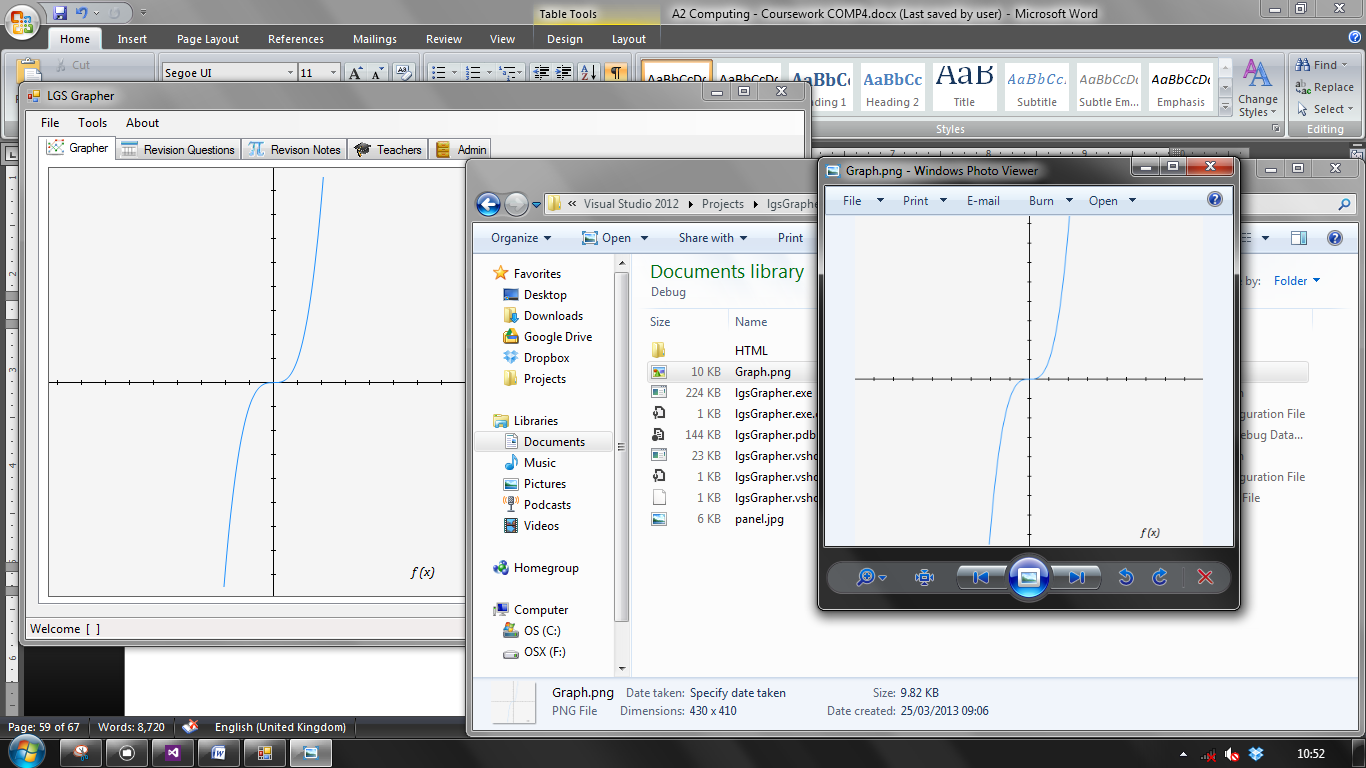 Table Tools
A2 Computing - Coursework COMP4.docx (Last saved by user) - Microsoft Word
Home Insert Page Layout References Mailings Review View Design Layout
Cut
Segoe UI 11
AaBbCcDc AaBbCcDc AaBbCc AaBbCc AaB AaBbCc. AaBbCcDc AaBbCcDc
Heading 2 Title Subtitle Subtle Em... Emphasis
Change Styles
Styles
Find
Replace
Select
Editing
LGS Grapher
File Tools About
Grapher Revision Questions Revison Notes Teachers Admin
f (x)
Welcome [ ]
« Visual Studio 2012 Projects
Organize Open Share with Print
Favorites
Desktop
Downloads
Google Drive
Dropbox
Projects
Libraries
Documents
Music
Pictures
Podcasts
Videos
Homegroup
Computer
OS (C:)
OSX (F:)
Documents library
Debug
by: Folder
Size Name
HTML
10 KB Graph.png
224 KB lgsGrapher.exe
1 KB lgsGrapher.exe.
144 KB lgsGrapher.pdb
23 KB lgsGrapher.vsho
1 KB lgsGrapher.vsho
1 KB lgsGrapher.vsho
6 KB panel.jpg
guration File
ebug Data...
guration File
File
Graph.png - Windows Photo Viewer
File Print E-mail Burn Open
f (x)
Graph.png Date taken: Specify date taken Size: 9.82 KB
PNG File Dimensions: 430 x 410 Date created: 25/03/2013 09:06
Page: 59 of 67 Words: 8,720 English (United Kingdom)
10:52